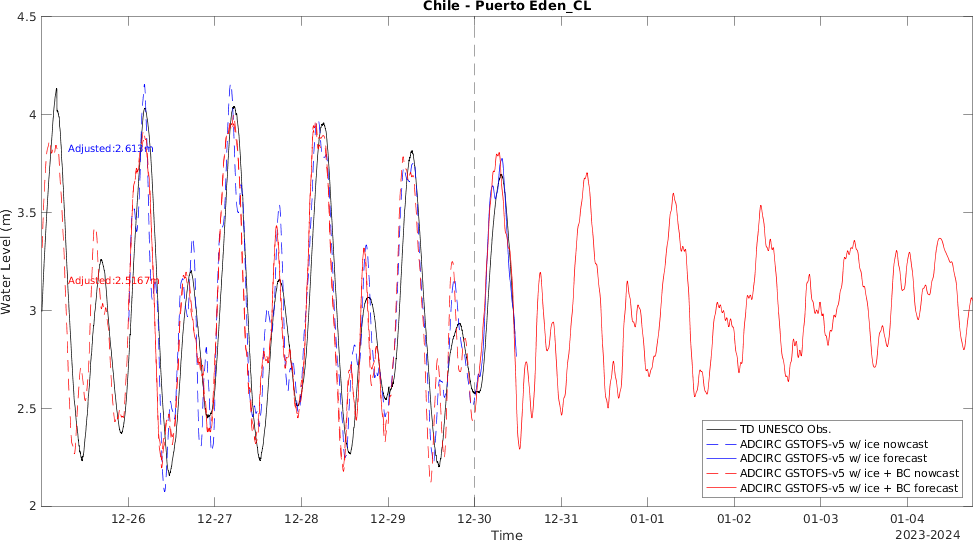 Chile - Puerto Eden_CL
4.5
4
3.5
3
2.5
2
Water Level (m)
Adjusted:2.613m
Adjusted:2.5167m
TD UNESCO Obs.
ADCIRC GSTOFS-v5 w/ ice nowcast
ADCIRC GSTOFS-v5 w/ ice forecast
ADCIRC GSTOFS-v5 w/ ice + BC nowcast
ADCIRC GSTOFS-v5 w/ ice + BC forecast
12-26 12-27 12-28 12-29 12-30 12-31 01-01 01-02 01-03 01-04
Time
2023-2024